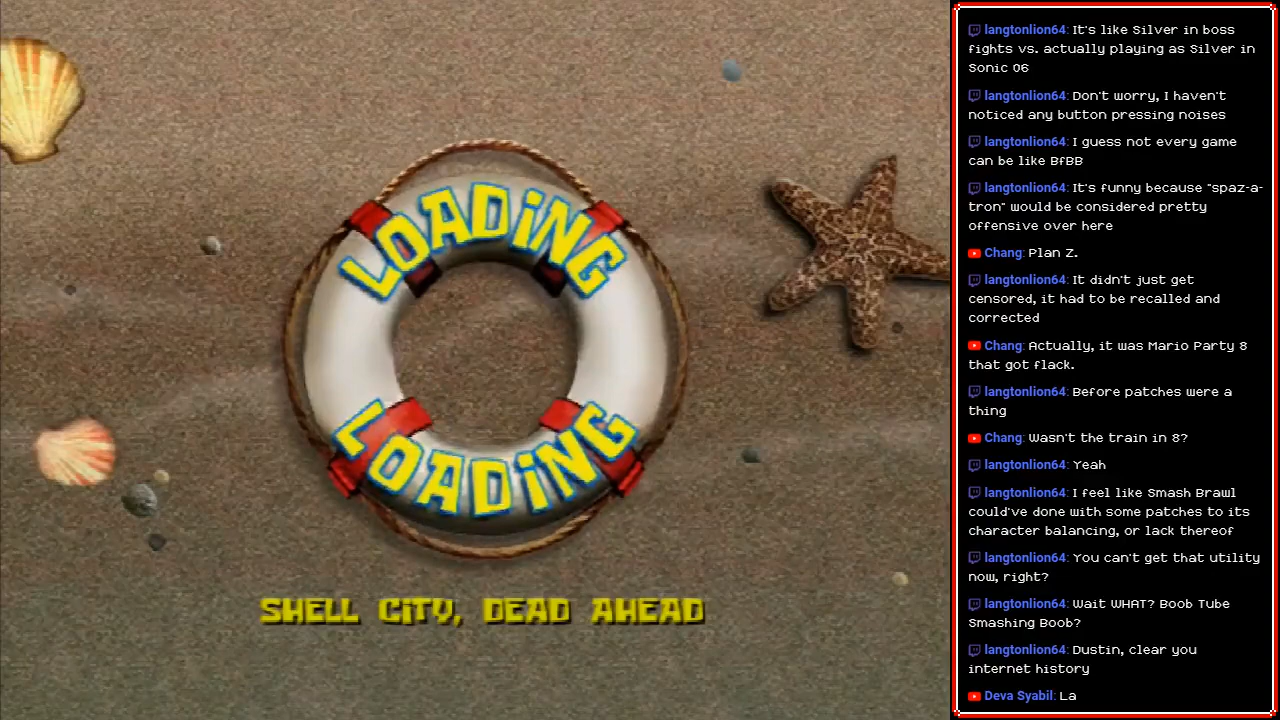 LOADING
LOADING
SHELL CITY, DEAD AHEAD
langtonlion64: It's like Silver in boss
fights vs. actually playing as Silver in
Sonic 06
langtonlion64: Don't worry, I haven't
noticed any button pressing noises
langtonlion64: I guess not every game
can be like BfBB
langtonlion64: It's funny because "spaz-a-
tron" would be considered pretty
offensive over here
Chang: Plan Z.
langtonlion64: It didn't just get
censored, it had to be recalled and
corrected
Chang: Actually, it was Mario Party 8
that got flack.
langtonlion64: Before patches were a
thing
Chang: Wasn't the train in 8?
langtonlion64: Yeah
langtonlion64: I feel like Smash Brawl
could've done with some patches to its
character balancing, or lack thereof
langtonlion64: You can't get that utility
now, right?
langtonlion64: Wait WHAT? Boob Tube
Smashing Boob?
langtonlion64: Dustin, clear you
internet history
Deva Syabil: La